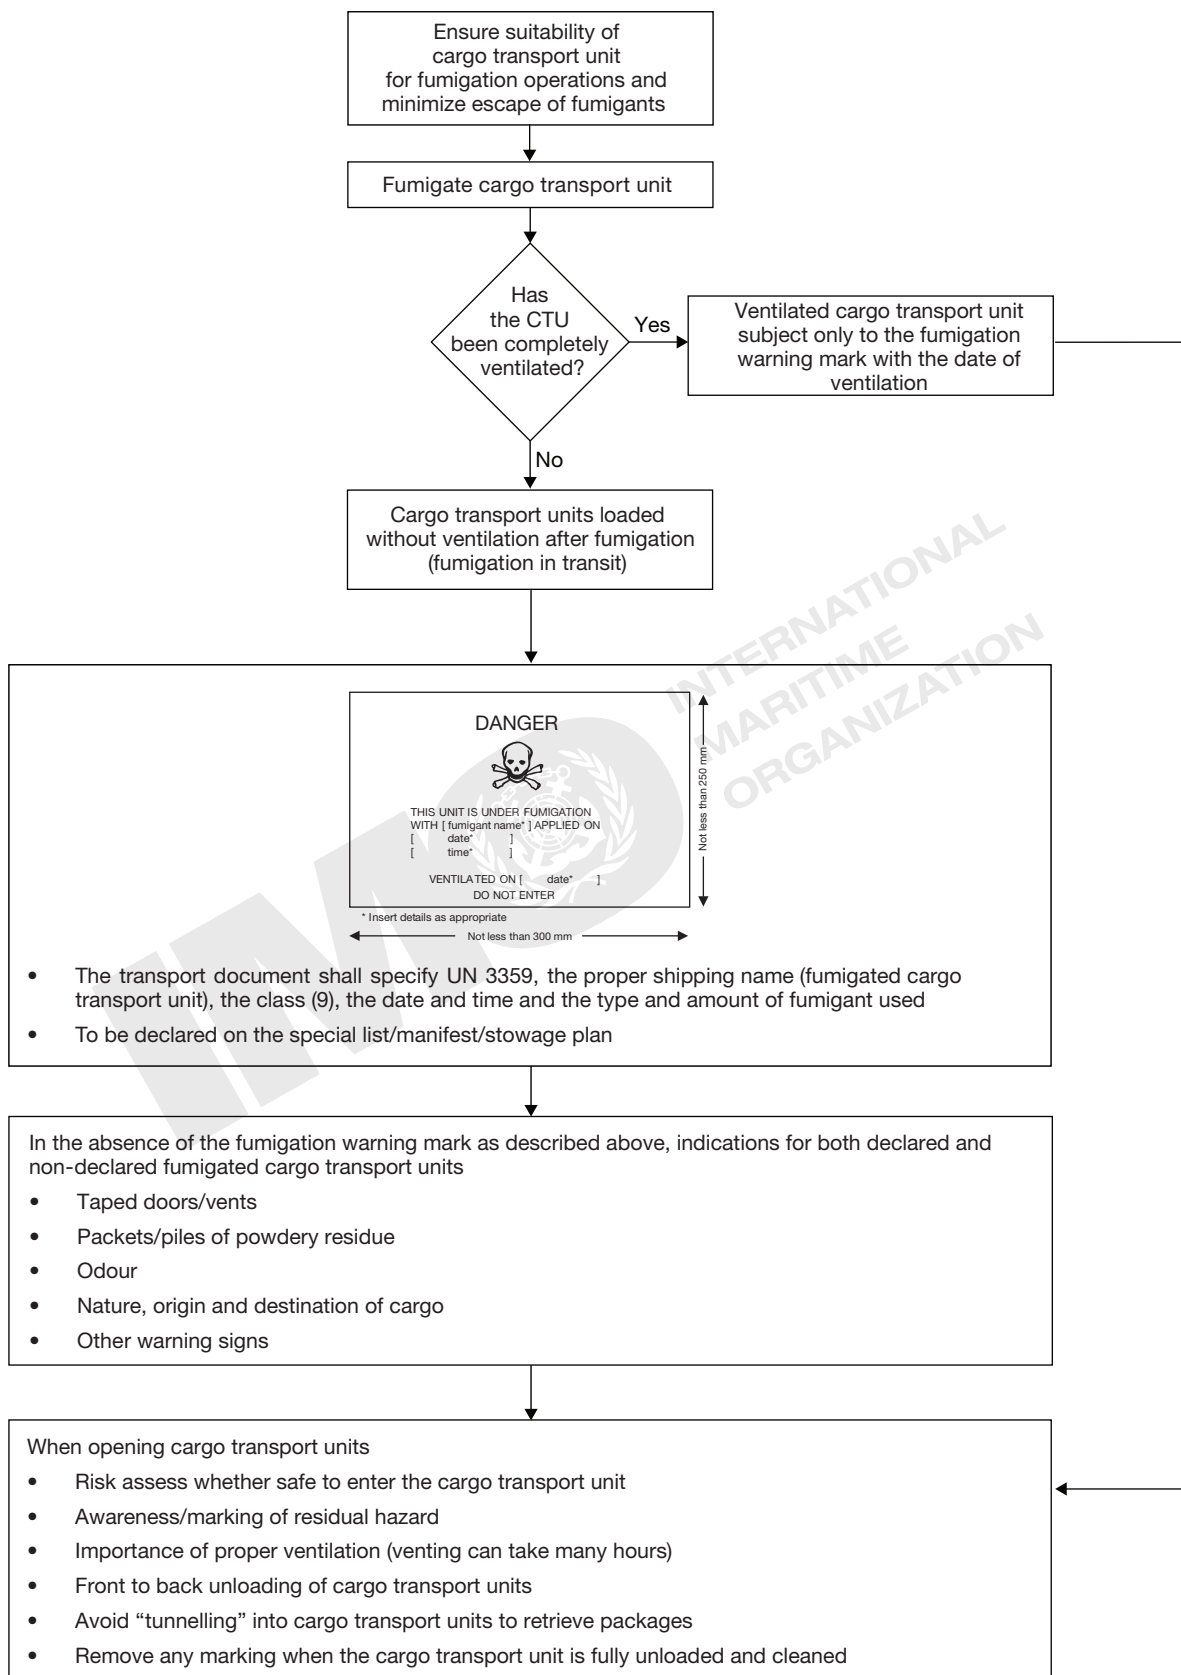 Ensure suitability of
cargo transport unit
for fumigation operations and
minimize escape of fumigants
Fumigate cargo transport unit
Has
the CTU
been completely
ventilated?
Yes
Ventilated cargo transport unit
subject only to the fumigation
warning mark with the date of
ventilation
No
Cargo transport units loaded
without ventilation after fumigation
(fumigation in transit)
INTERNATIONAL
MARITIME
ORGANIZATION
IMO
DANGER
THIS UNIT IS UNDER FUMIGATION
WITH [ fumigant name* ] APPLIED ON
[ date* ]
[ time* ]
VENTILATED ON [ date* ]
DO NOT ENTER
Not less than 250 mm
* Insert details as appropriate
Not less than 300 mm
• The transport document shall specify UN 3359, the proper shipping name (fumigated cargo
transport unit), the class (9), the date and time and the type and amount of fumigant used
• To be declared on the special list/manifest/stowage plan
In the absence of the fumigation warning mark as described above, indications for both declared and
non-declared fumigated cargo transport units
• Taped doors/vents
• Packets/piles of powdery residue
• Odour
• Nature, origin and destination of cargo
• Other warning signs
When opening cargo transport units
• Risk assess whether safe to enter the cargo transport unit
• Awareness/marking of residual hazard
• Importance of proper ventilation (venting can take many hours)
• Front to back unloading of cargo transport units
• Avoid “tunnelling” into cargo transport units to retrieve packages
• Remove any marking when the cargo transport unit is fully unloaded and cleaned